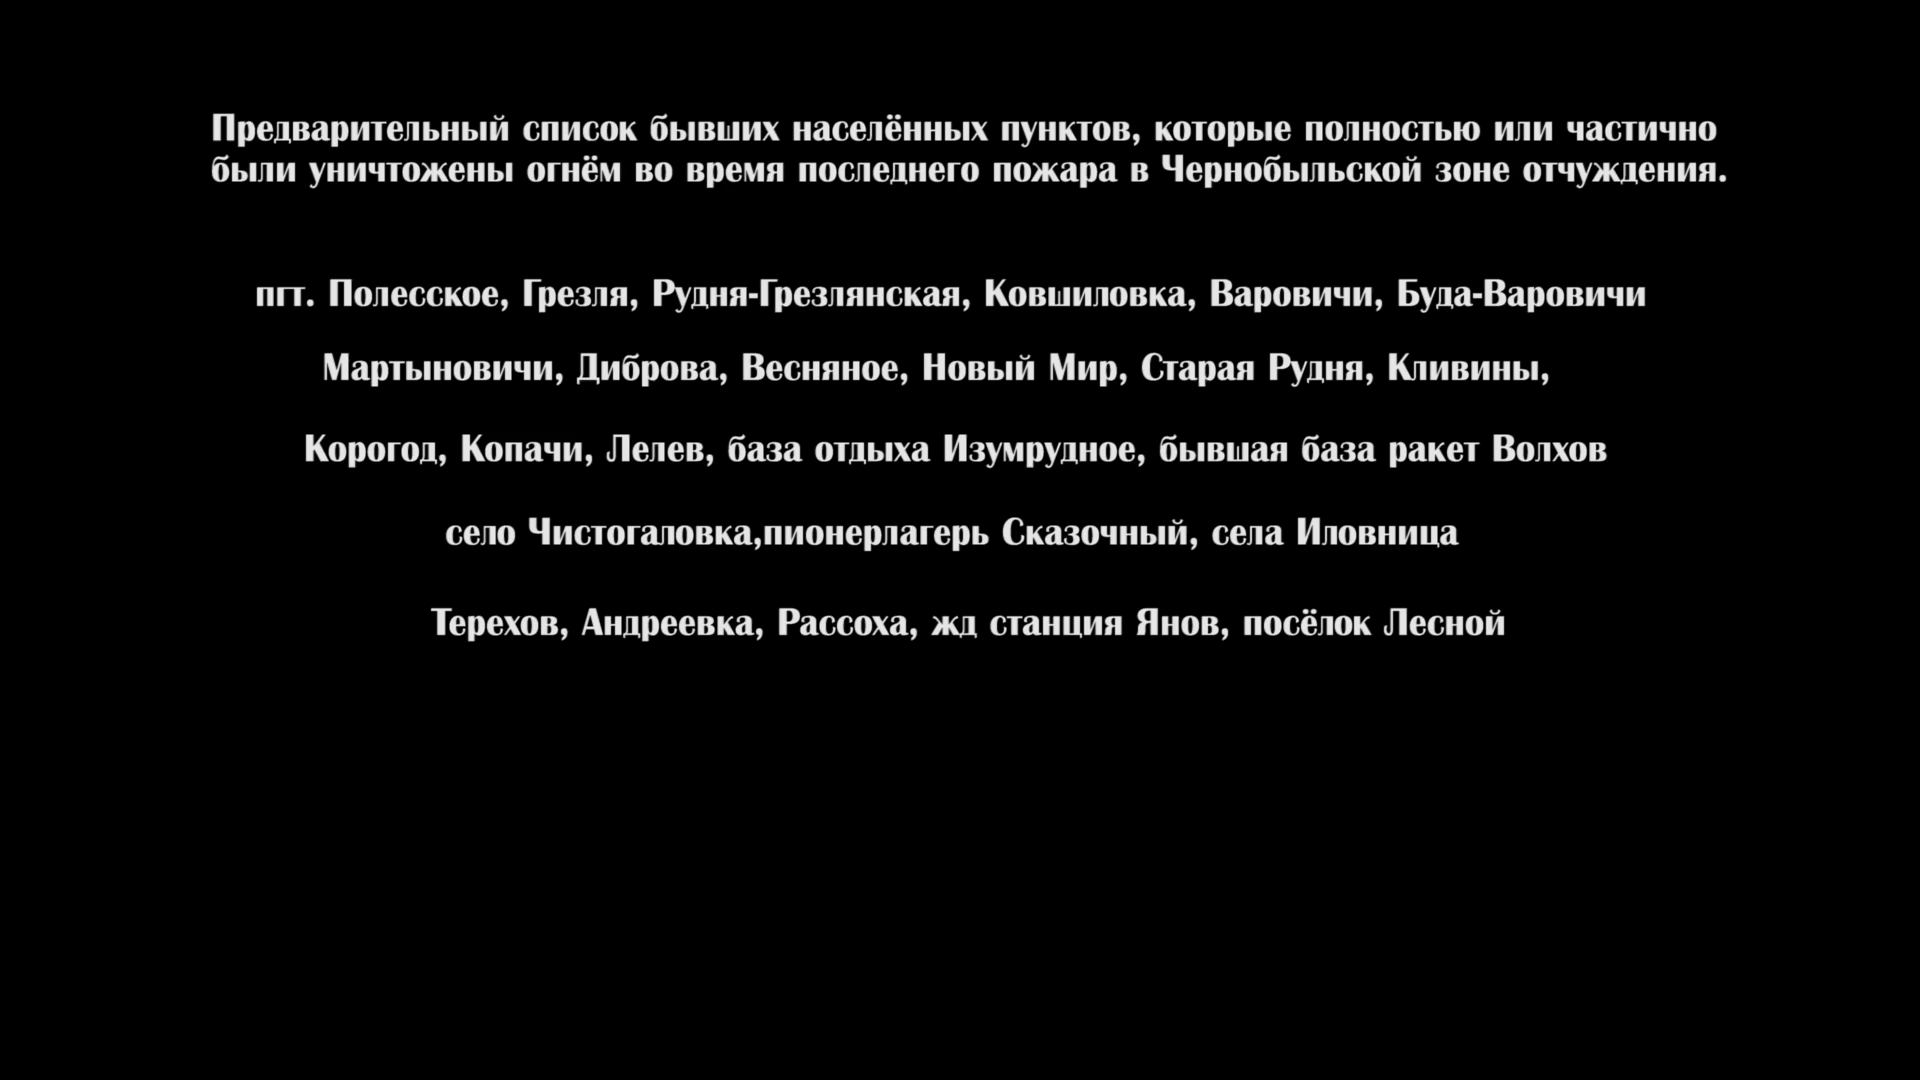 Предварительный список бывших населённых пунктов, которые полностью или частично
были уничтожены огнём во время последнего пожара в Чернобыльской зоне отчуждения.
пгт. Полесское, Грезля, Рудня-Грезлянская, Ковшиловка, Варовичи, Буда-Варовичи
Мартыновичи, Диброва, Весняное, Новый Мир, Старая Рудня, Кливины,
Корогод, Копачи, Лелев, база отдыха Изумрудное, бывшая база ракет Волхов
село Чистогаловка,пионерлагерь Сказочный, села Иловница
Терехов, Андреевка, Рассоха, жд станция Янов, посёлок Лесной